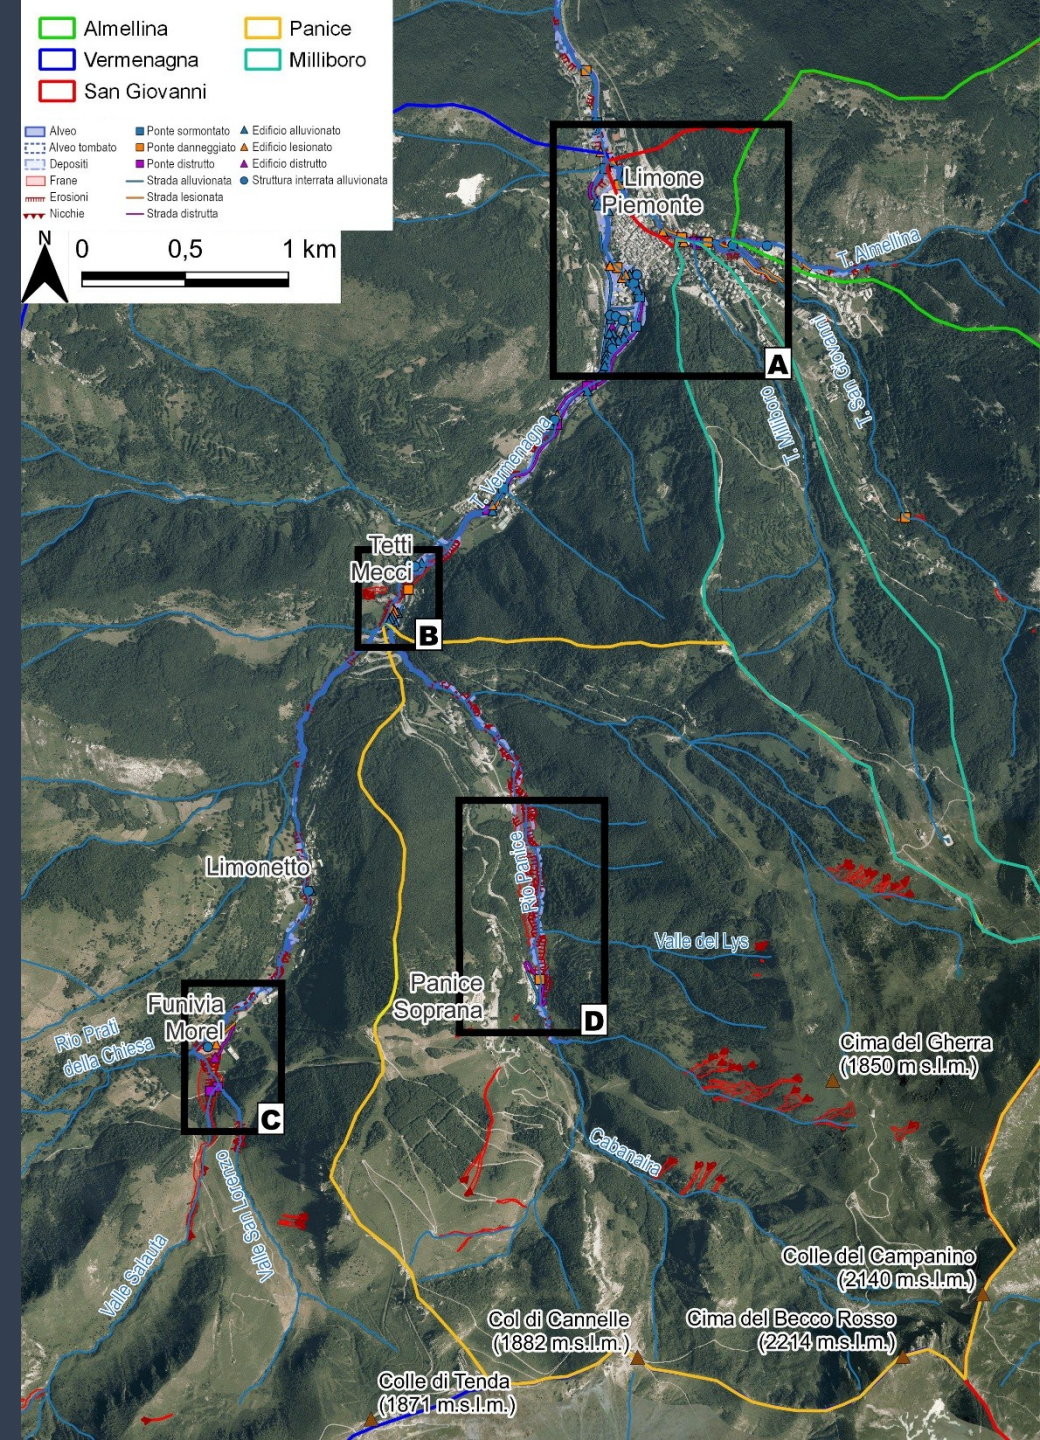 Almellina
Panice
Vermenagna
Milliboro
San Giovanni
Alveo
Ponte sormontato
Edificio alluvionato
Alveo tombato
Ponte danneggiato
Edificio lesionato
Depositi
Ponte distrutto
Edificio distrutto
Frane
Strada alluvionata
Struttura interrata alluvionata
Erosioni
Strada lesionata
Nicchie
Strada distrutta
N
0
0,5
1 km
Limone
Piemonte
T. Almellina
T. San Giovanni
A
T. Milliboro
T. Vermenagna
Tetti
Mecci
B
Limonetto
Rio Panice
Valle del Lys
Panice
Soprana
D
Funivia
Morel
Rio Prati
della Chiesa
C
Cima del Gherra
(1850 m s.l.m.)
Cabanaira
Valle San Lorenzo
Valle Salauta
Colle del Campanino
(2140 m.s.l.m.)
Col di Cannelle
(1882 m.s.l.m.)
Cima del Becco Rosso
(2214 m.s.l.m.)
Colle di Tenda
(1871 m.s.l.m.)